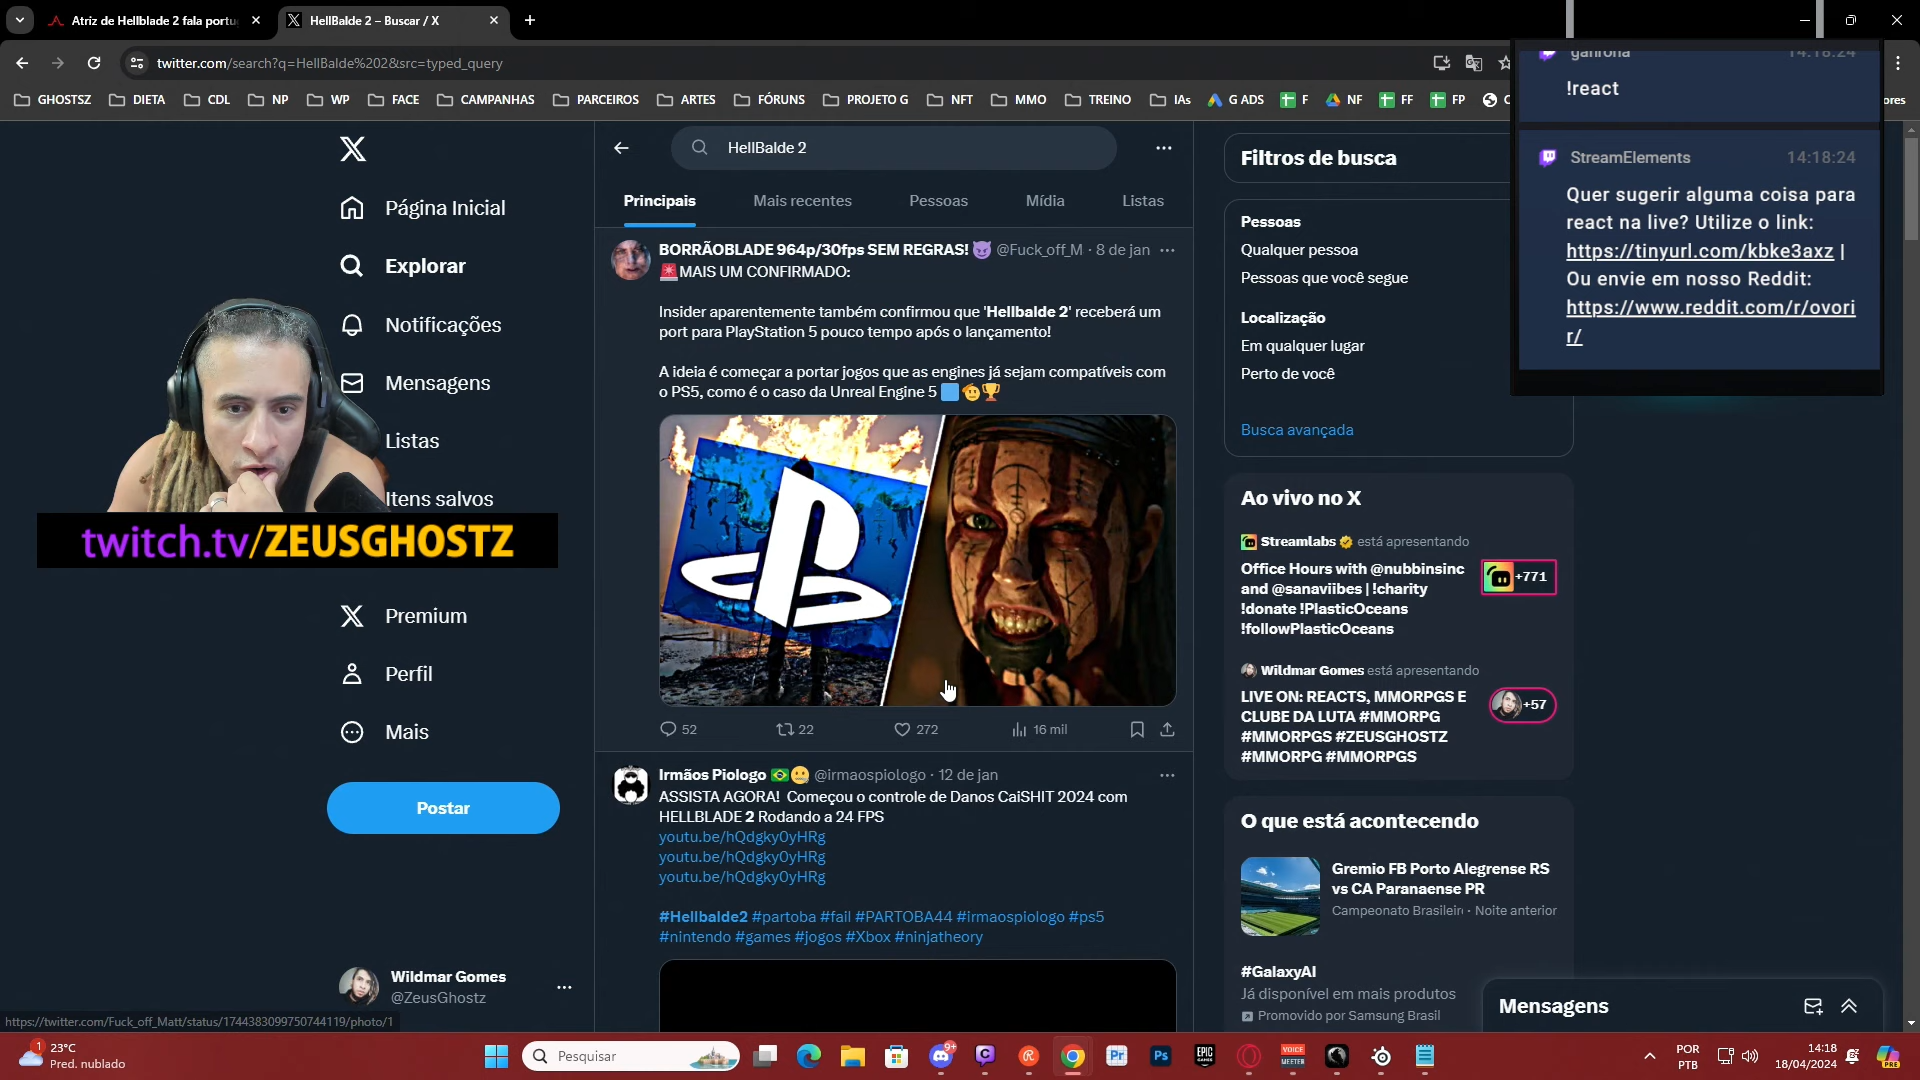 Atriz de Hellblade 2 fala portu
HellBalde 2 – Buscar / X
twitter.com/search?q=HellBalde%202&src=typed_query
GHOSTSZ
DIETA
CDL
NP
WP
FACE
CAMPANHAS
PARCEIROS
ARTES
FÓRUNS
PROJETO G
NFT
MMO
TREINO
IAs
G ADS
F
NF
FF
FP
ores
Página Inicial
Explorar
Notificações
Mensagens
Listas
Itens salvos
twitch.tv/ZEUSGHOSTZ
Premium
Perfil
Mais
Postar
Wildmar Gomes
@ZeusGhostz
https://twitter.com/Fuck_off_Matt/status/1744383099750744119/photo/1
HellBalde 2
Principais
Mais recentes
Pessoas
Mídia
Listas
BORRÃOBLADE 964p/30fps SEM REGRAS! 😈 @Fuck_off_M · 8 de jan
🚨MAIS UM CONFIRMADO:
Insider aparentemente também confirmou que 'Hellbalde 2' receberá um
port para PlayStation 5 pouco tempo após o lançamento!
A ideia é começar a portar jogos que as engines já sejam compatíveis com
o PS5, como é o caso da Unreal Engine 5
52
22
272
16 mil
Irmãos Piologo 🇧🇷 @irmaospiologo · 12 de jan
ASSISTA AGORA! Começou o controle de Danos CaiSHIT 2024 com
HELLBLADE 2 Rodando a 24 FPS
youtu.be/hQdgky0yHRg
youtu.be/hQdgky0yHRg
youtu.be/hQdgky0yHRg
#Hellbalde2 #partoba #fail #PARTOBA44 #irmaospiologo #ps5
#nintendo #games #jogos #Xbox #ninjatheory
Filtros de busca
Pessoas
Qualquer pessoa
Pessoas que você segue
Localização
Em qualquer lugar
Perto de você
Busca avançada
Ao vivo no X
Streamlabs está apresentando
Office Hours with @nubbinsinc
and @sanaviibes | !charity
!donate !PlasticOceans
!followPlasticOceans
+771
Wildmar Gomes está apresentando
LIVE ON: REACTS, MMORPGS E
CLUBE DA LUTA #MMORPG
#MMORPGS #ZEUSGHOSTZ
#MMORPG #MMORPGS
+57
O que está acontecendo
Gremio FB Porto Alegrense RS
vs CA Paranaense PR
Campeonato Brasileir · Noite anterior
#GalaxyAI
Já disponível em mais produtos
Promovido por Samsung Brasil
Mensagens
14:18:24
!react
StreamElements 14:18:24
Quer sugerir alguma coisa para
react na live? Utilize o link:
https://tinyurl.com/kbke3axz |
Ou envie em nosso Reddit:
https://www.reddit.com/r/ovori
r/
1
23°C
Pred. nublado
Pesquisar
9+
Pr
Ps
EPIC
GAMES
VOICE
MEETER
POR
PTB
14:18
18/04/2024
PRE